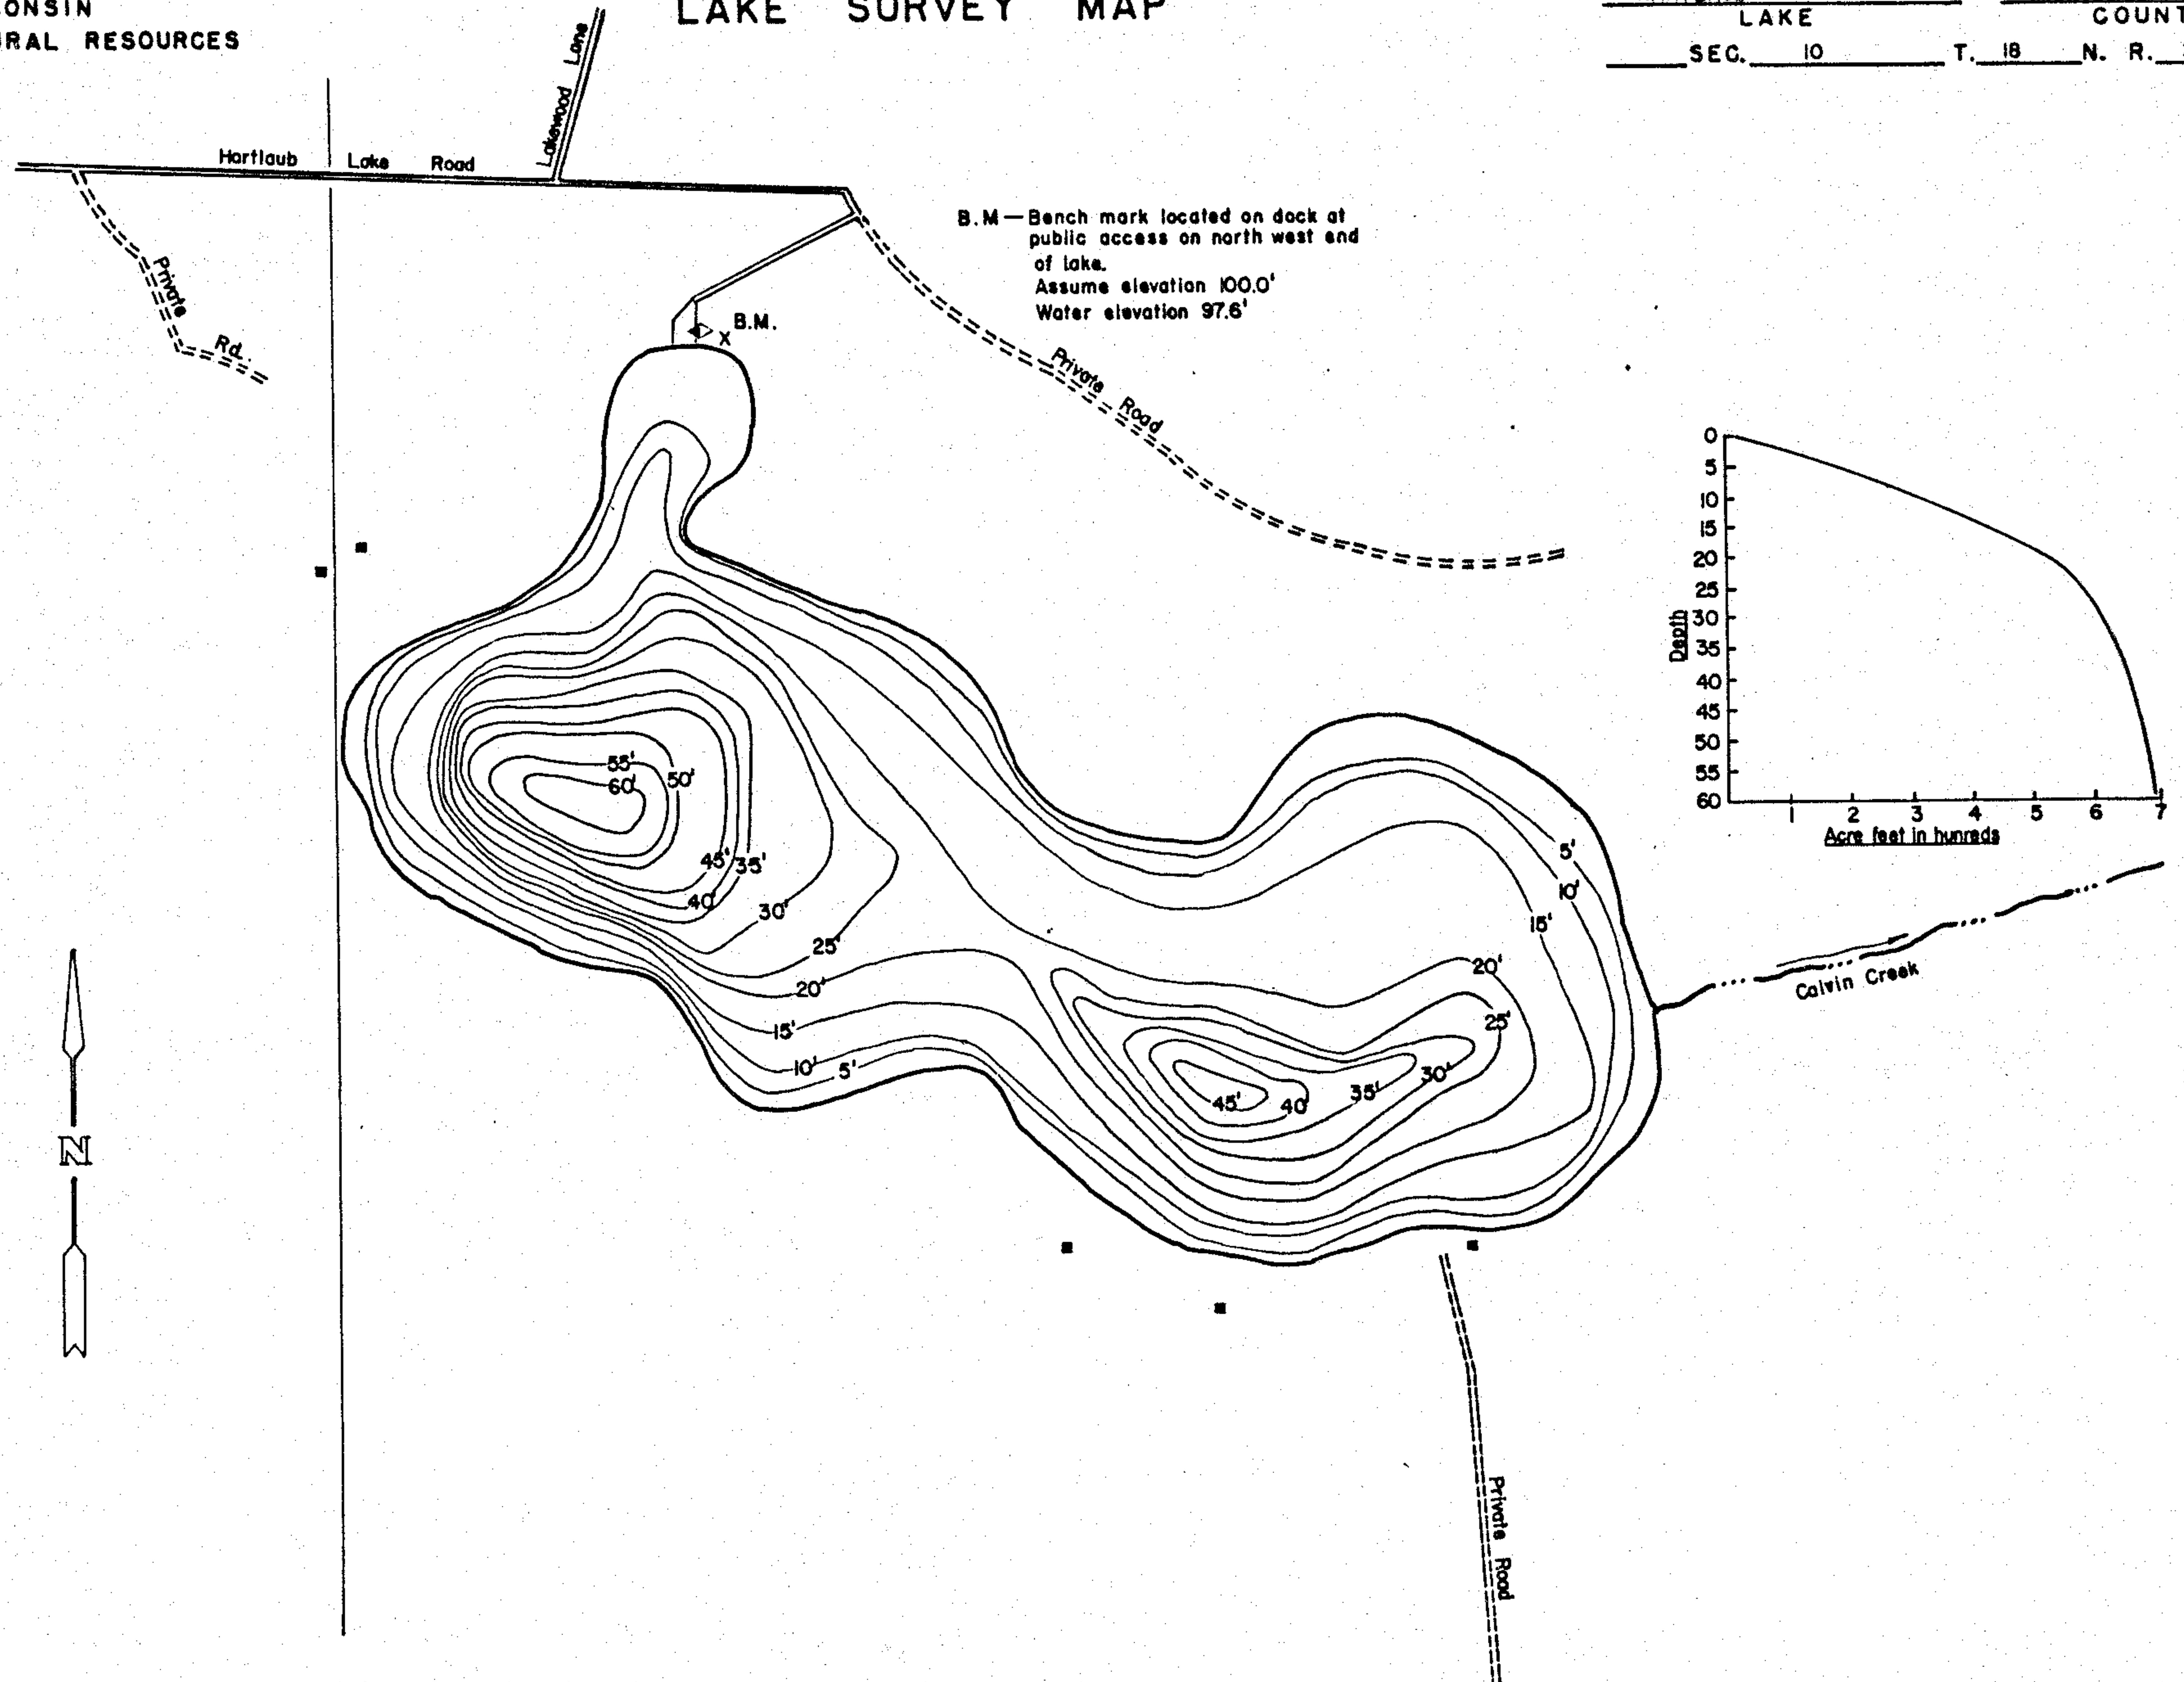 LAKE SURVEY MAP
RAL RESOURCES
LAKE
SEC. 10 T. 18 N. R.
Lakewood Lane
Hartlaub Lake Road
Private Rd.
B.M — Bench mark located on dock at
public access on north west end
of lake.
Assume elevation 100.0'
Water elevation 97.6'
B.M.
X
Private Road
0
5
10
15
20
25
30
35
40
45
50
55
60
Depth
1 2 3 4 5 6 7
Acre feet in hunreds
55'
60'
50'
45'
35'
40'
30'
25'
20'
15'
10'
5'
5'
10'
15'
20'
25'
30'
35'
40'
45'
Calvin Creek
N
Private Road